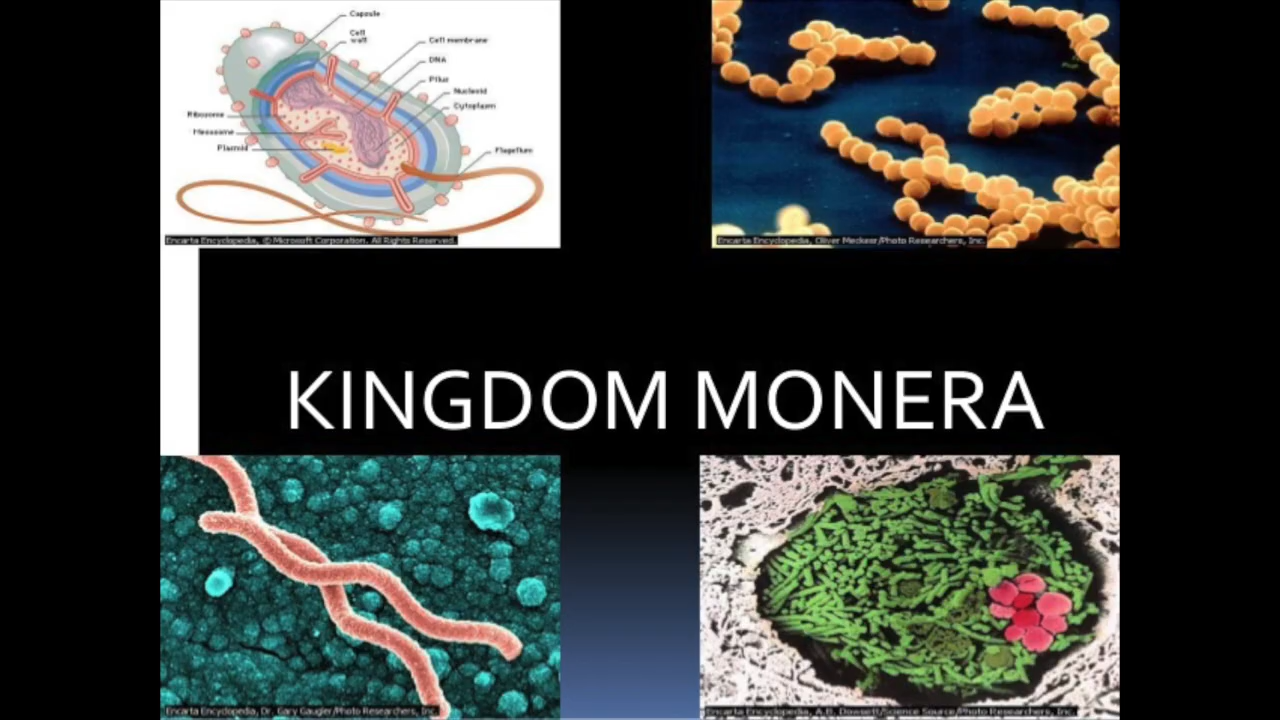 Capsule
Cell
wall
Cell membrane
DNA
Pilus
Nucleoid
Cytoplasm
Ribosome
Mesosome
Plasmid
Flagellum
Encarta Encyclopedia, © Microsoft Corporation. All Rights Reserved.
Encarta Encyclopedia, Oliver Meckes/Photo Researchers, Inc.
KINGDOM MONERA
Encarta Encyclopedia, Dr. Gary Gaugler/Photo Researchers, Inc.
Encarta Encyclopedia, A.B. Dowsett/Science Source/Photo Researchers, Inc.